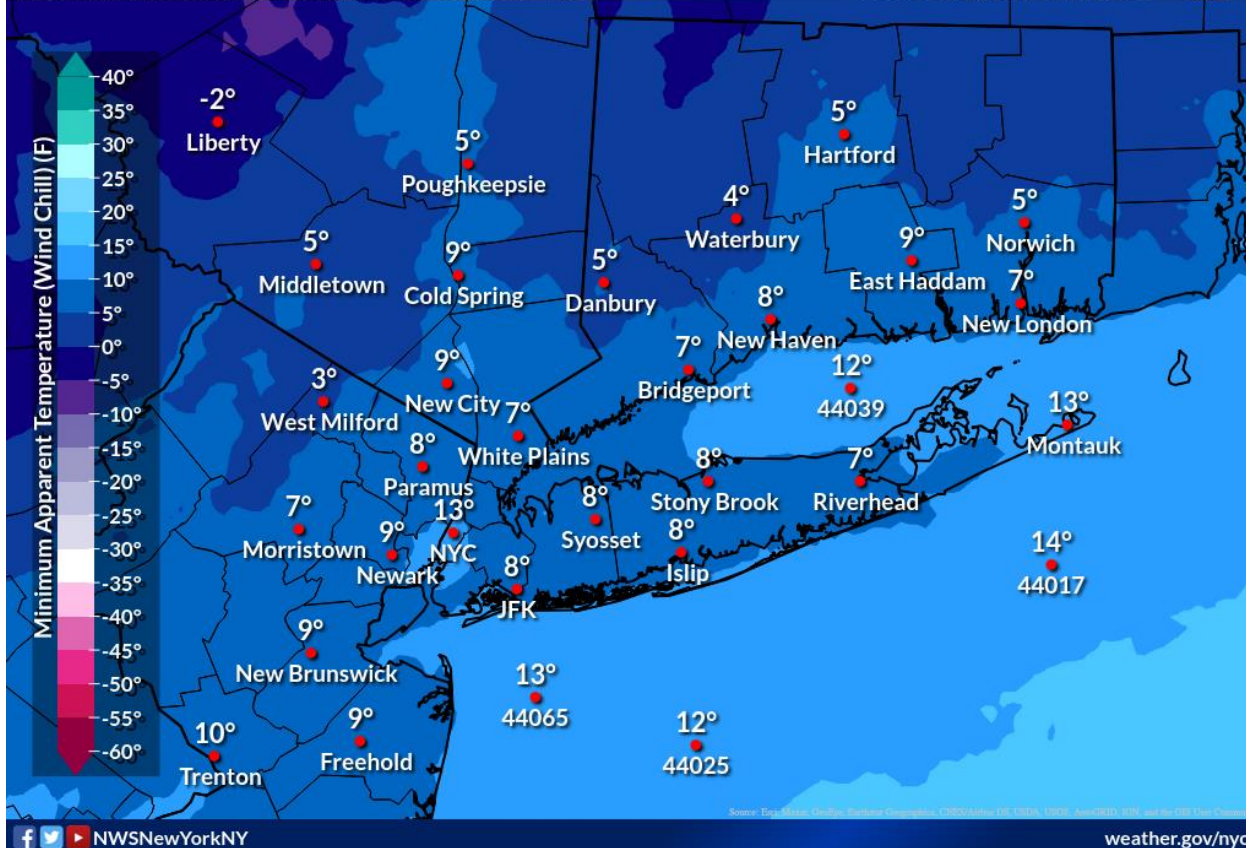 Minimum Apparent Temperature (Wind Chill) (F)
40°
35°
30°
25°
20°
15°
10°
5°
0°
-5°
-10°
-15°
-20°
-25°
-30°
-35°
-40°
-45°
-50°
-55°
-60°
-2°
Liberty
5°
Poughkeepsie
5°
Hartford
4°
Waterbury
5°
Norwich
5°
Middletown
9°
Cold Spring
5°
Danbury
9°
East Haddam
7°
New London
8°
New Haven
7°
Bridgeport
12°
44039
3°
West Milford
9°
New City
7°
White Plains
13°
Montauk
8°
Paramus
8°
Stony Brook
7°
Riverhead
7°
Morristown
9°
Newark
13°
NYC
8°
Syosset
8°
Islip
8°
JFK
14°
44017
9°
New Brunswick
13°
44065
12°
44025
10°
Trenton
9°
Freehold
NWSNewYorkNY
weather.gov/nyc